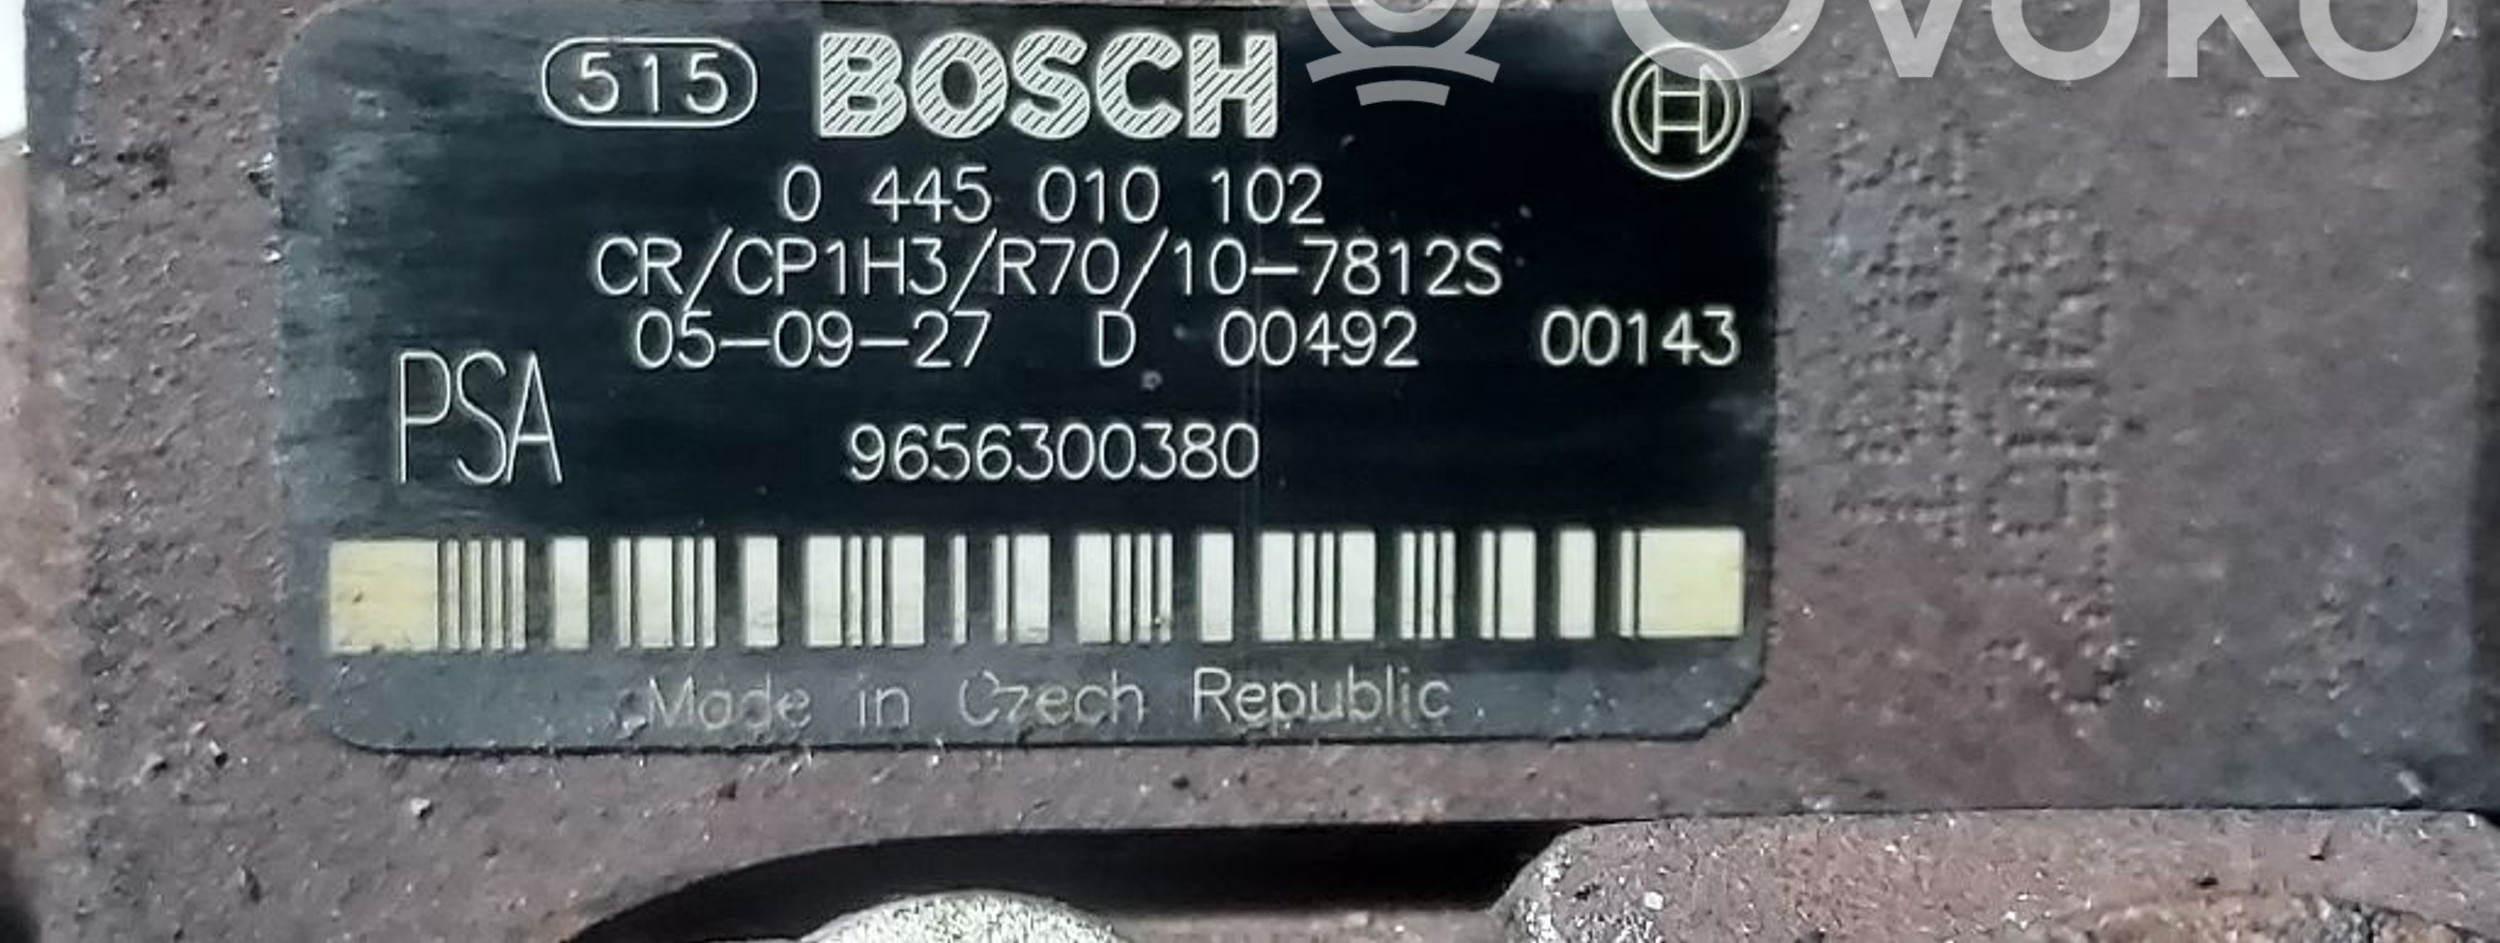 Ovoko
515 BOSCH
0 445 010 102
CR/CP1H3/R70/10-7812S
05-09-27 D 00492 00143
PSA 9656300380
Made in Czech Republic